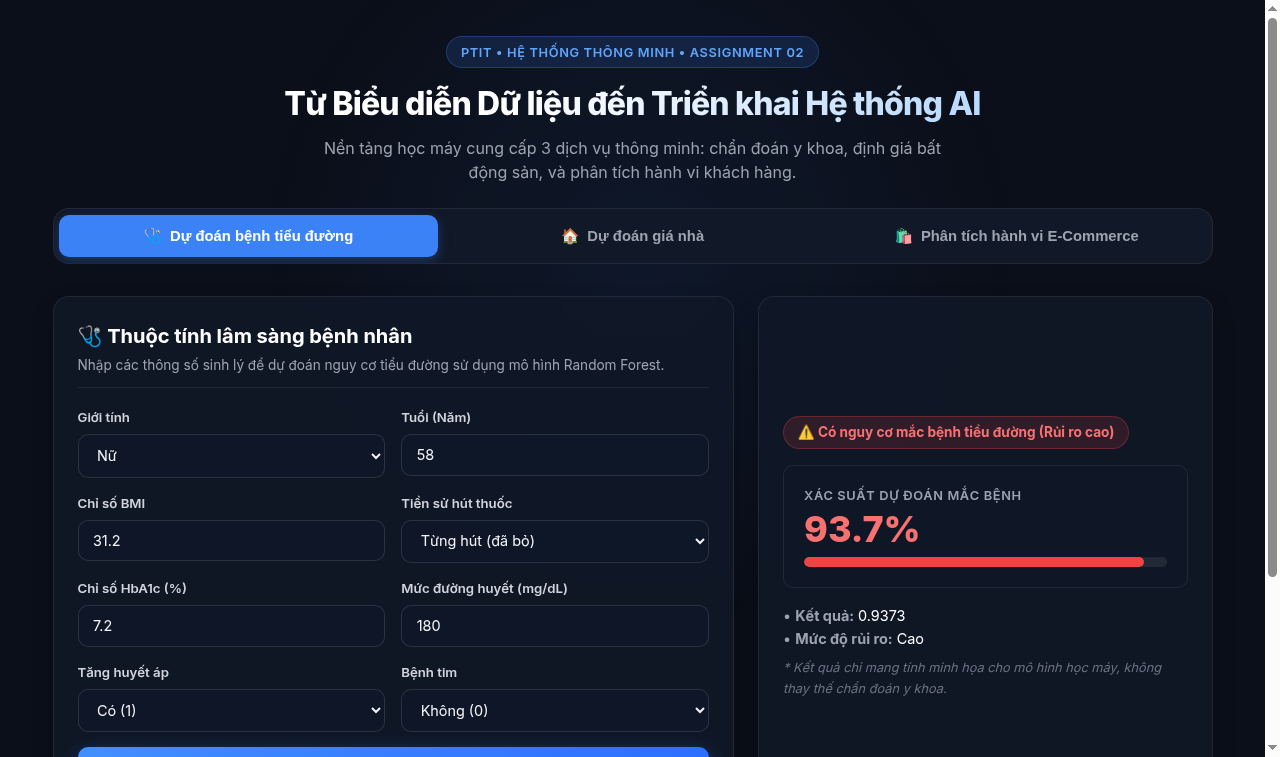 PTIT • HỆ THỐNG THÔNG MINH • ASSIGNMENT 02
Từ Biểu diễn Dữ liệu đến Triển khai Hệ thống AI
Nền tảng học máy cung cấp 3 dịch vụ thông minh: chẩn đoán y khoa, định giá bất
động sản, và phân tích hành vi khách hàng.
🩺 Dự đoán bệnh tiểu đường
🏠 Dự đoán giá nhà
🛍️ Phân tích hành vi E-Commerce
🩺 Thuộc tính lâm sàng bệnh nhân
Nhập các thông số sinh lý để dự đoán nguy cơ tiểu đường sử dụng mô hình Random Forest.
Giới tính
Tuổi (Năm)
Nữ
58
Chỉ số BMI
Tiền sử hút thuốc
31.2
Từng hút (đã bỏ)
Chỉ số HbA1c (%)
Mức đường huyết (mg/dL)
7.2
180
Tăng huyết áp
Bệnh tim
Có (1)
Không (0)
⚠️ Có nguy cơ mắc bệnh tiểu đường (Rủi ro cao)
XÁC SUẤT DỰ ĐOÁN MẮC BỆNH
93.7%
• Kết quả: 0.9373
• Mức độ rủi ro: Cao
* Kết quả chỉ mang tính minh họa cho mô hình học máy, không
thay thế chẩn đoán y khoa.